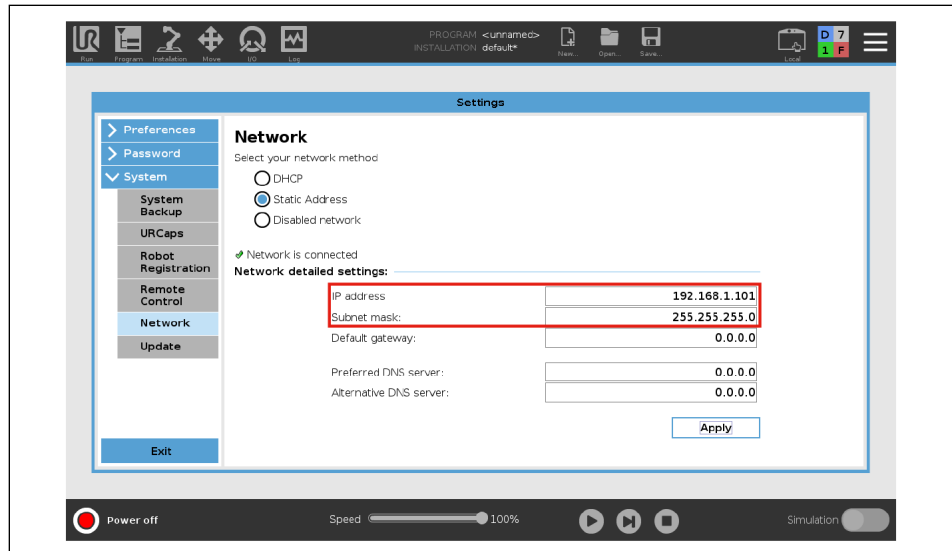 UR
PROGRAM <unnamed>
INSTALLATION default*
D 7
1 F
Run Program Installation Move I/O Log New... Open... Save... Local
Settings
Preferences
Password
System
System
Backup
URCaps
Robot
Registration
Remote
Control
Network
Update
Exit
Network
Select your network method
DHCP
Static Address
Disabled network
Network is connected
Network detailed settings:
IP address 192.168.1.101
Subnet mask: 255.255.255.0
Default gateway: 0.0.0.0
Preferred DNS server: 0.0.0.0
Alternative DNS server: 0.0.0.0
Apply
Power off Speed 100% Simulation